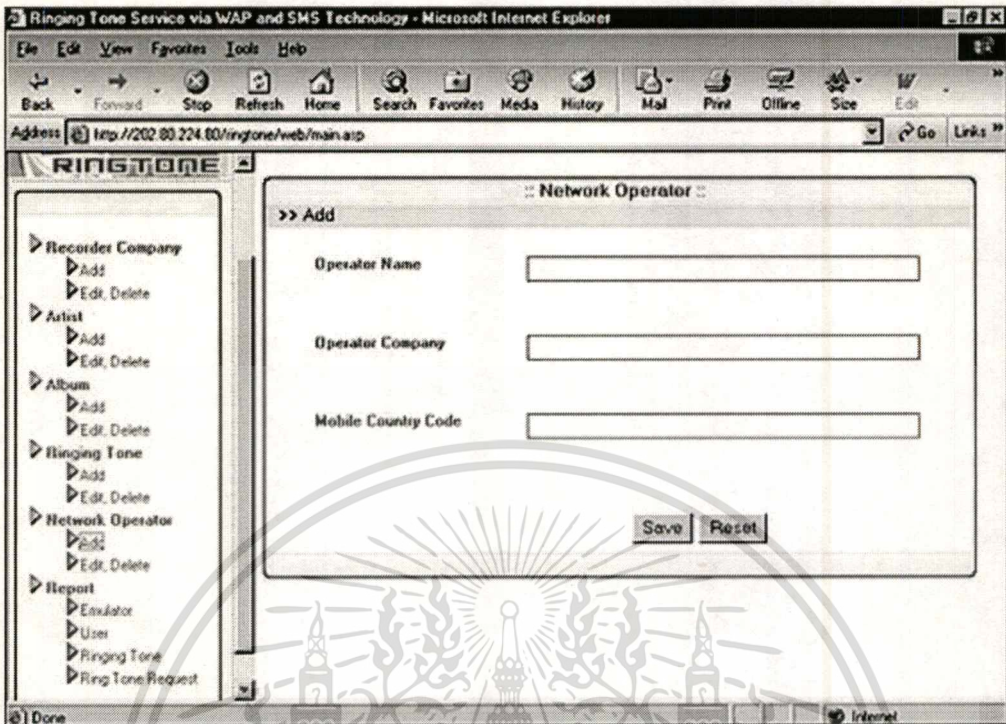 Ringing Tone Service via WAP and SMS Technology - Microsoft Internet Explorer
File Edit View Favorites Tools Help
Back Forward Stop Refresh Home Search Favorites Media History Mail Print Offline Size Edit
Address http://202.80.224.80/ringtone/web/main.asp Go Links
RINGTONE
Recorder Company
Add
Edit, Delete
Artist
Add
Edit, Delete
Album
Add
Edit, Delete
Ringing Tone
Add
Edit, Delete
Network Operator
Add
Edit, Delete
Report
Emulator
User
Ringing Tone
Ring Tone Request
:: Network Operator ::
>> Add
Operator Name
Operator Company
Mobile Country Code
Save Reset
Done Internet